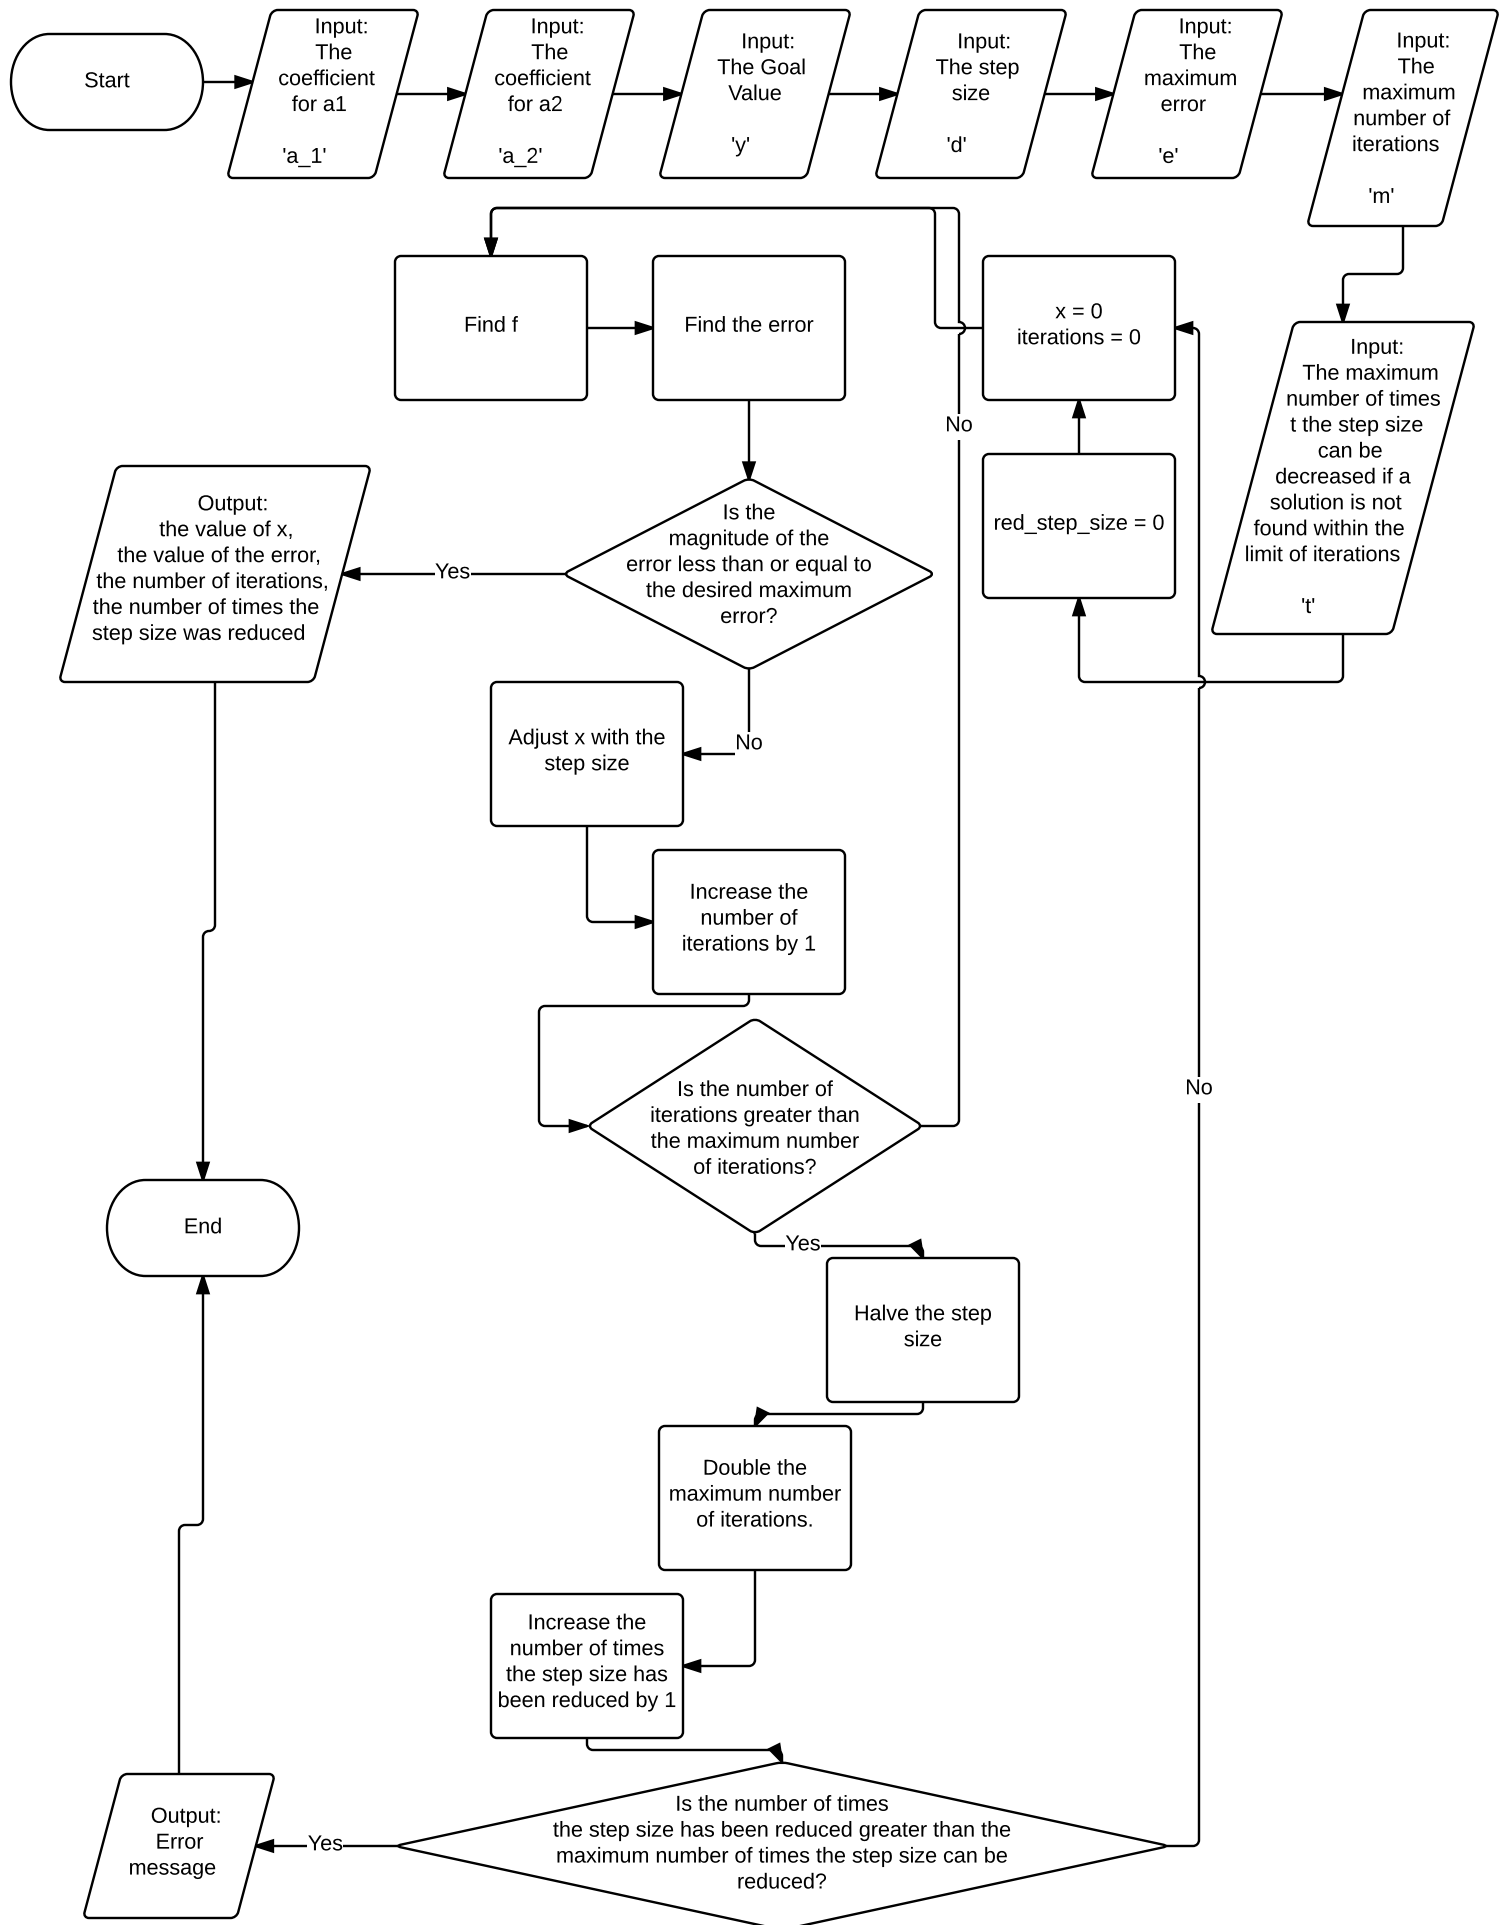 Start
Input:
The
coefficient
for a1
'a_1'
Input:
The
coefficient
for a2
'a_2'
Input:
The Goal
Value
'y'
Input:
The step
size
'd'
Input:
The
maximum
error
'e'
Input:
The
maximum
number of
iterations
'm'
Find f
Find the error
x = 0
iterations = 0
Input:
The maximum
number of times
t the step size
can be
decreased if a
solution is not
found within the
limit of iterations
't'
No
red_step_size = 0
Output:
the value of x,
the value of the error,
the number of iterations,
the number of times the
step size was reduced
Yes
Is the
magnitude of the
error less than or equal to
the desired maximum
error?
No
Adjust x with the
step size
Increase the
number of
iterations by 1
Is the number of
iterations greater than
the maximum number
of iterations?
No
End
Yes
Halve the step
size
Double the
maximum number
of iterations.
Increase the
number of times
the step size has
been reduced by 1
Output:
Error
message
Yes
Is the number of times
the step size has been reduced greater than the
maximum number of times the step size can be
reduced?